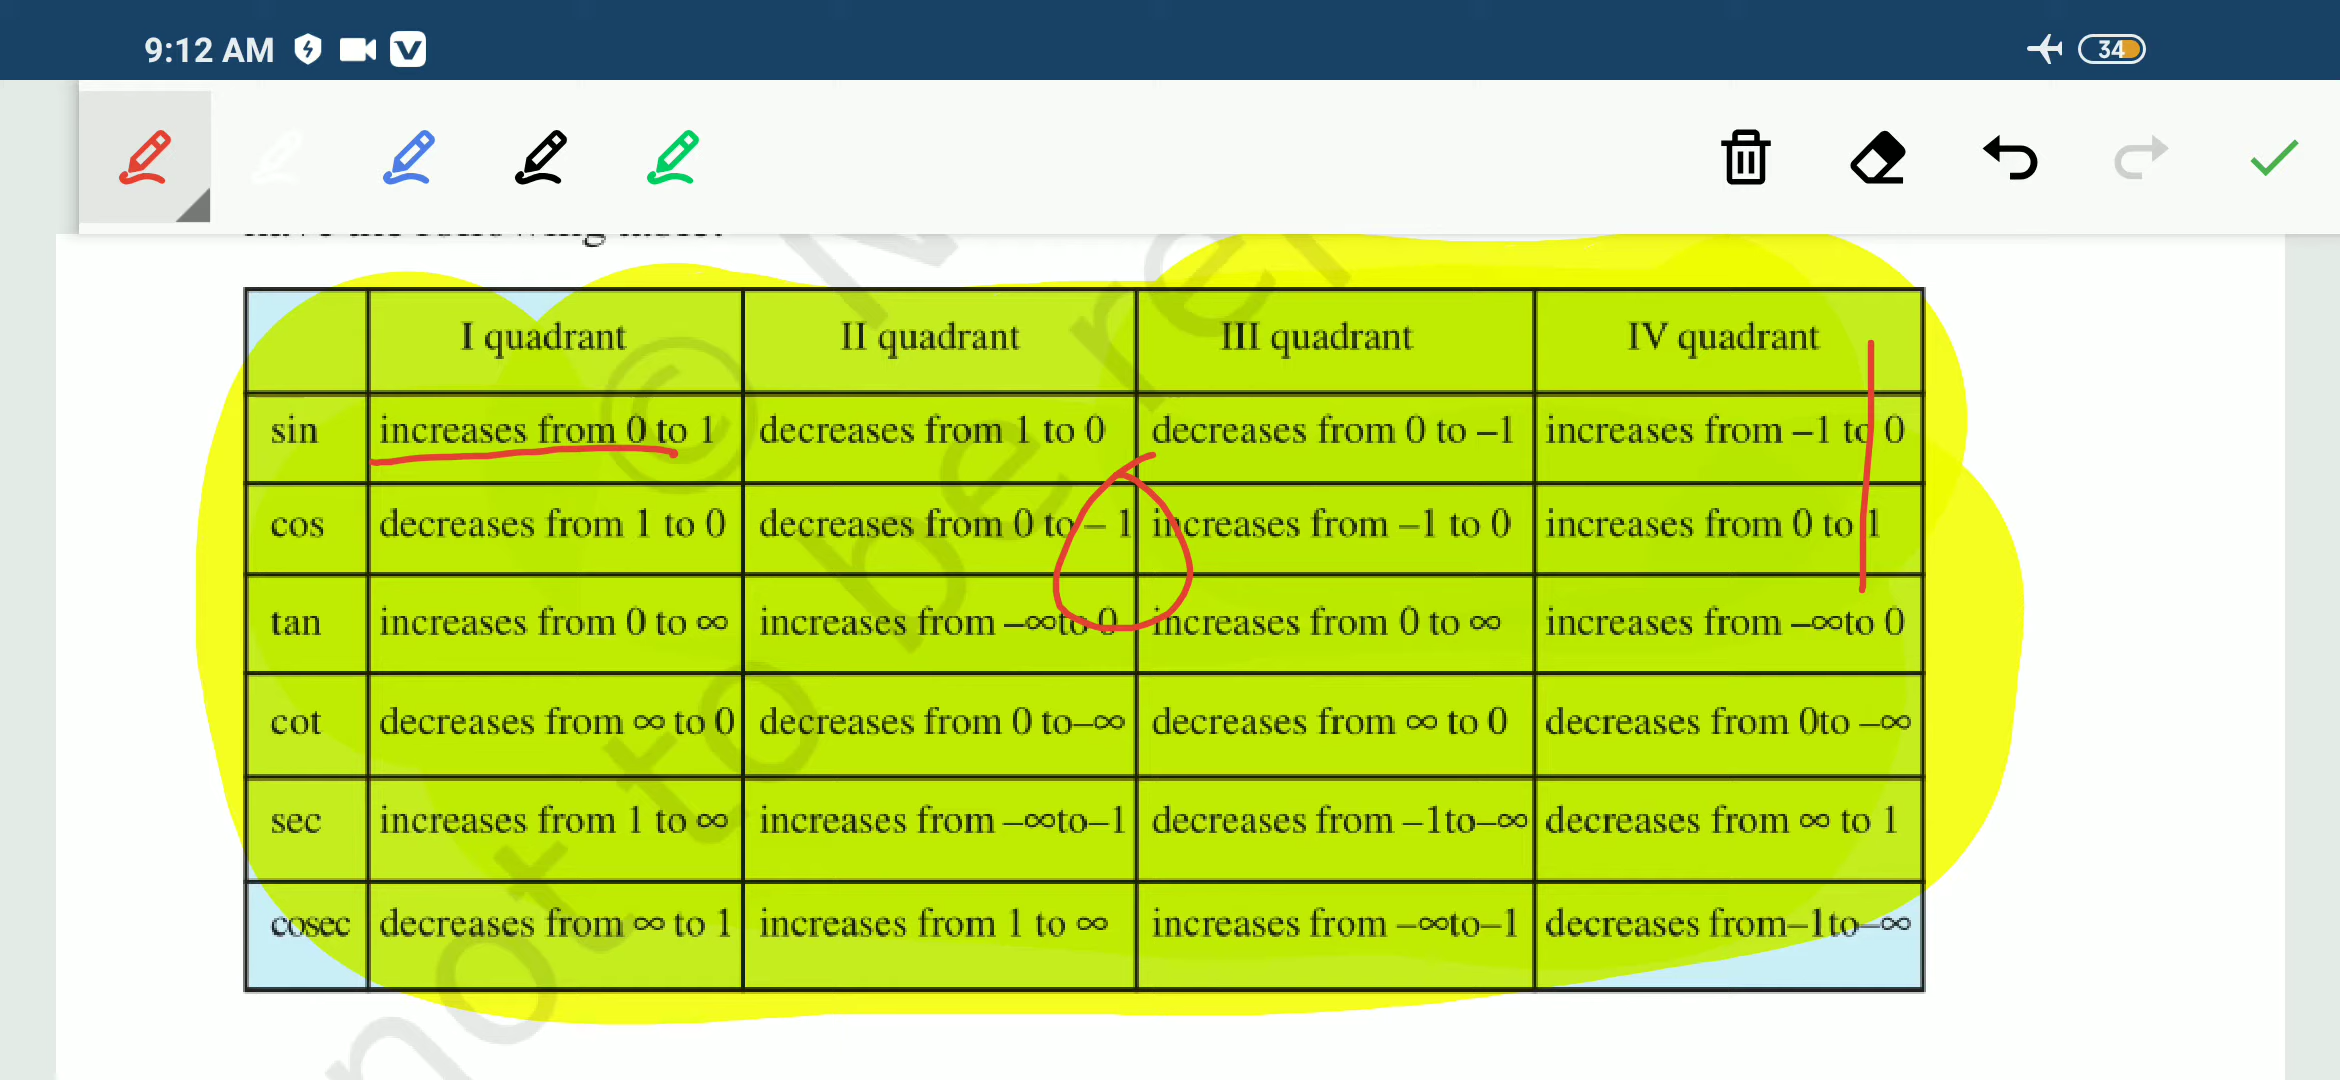 9:12 AM 34
I quadrant II quadrant III quadrant IV quadrant
sin increases from 0 to 1 decreases from 1 to 0 decreases from 0 to –1 increases from –1 to 0
cos decreases from 1 to 0 decreases from 0 to – 1 increases from –1 to 0 increases from 0 to 1
tan increases from 0 to ∞ increases from –∞to 0 increases from 0 to ∞ increases from –∞to 0
cot decreases from ∞ to 0 decreases from 0 to–∞ decreases from ∞ to 0 decreases from 0to –∞
sec increases from 1 to ∞ increases from –∞to–1 decreases from –1to–∞ decreases from ∞ to 1
cosec decreases from ∞ to 1 increases from 1 to ∞ increases from –∞to–1 decreases from–1to–∞
© N
not to be re